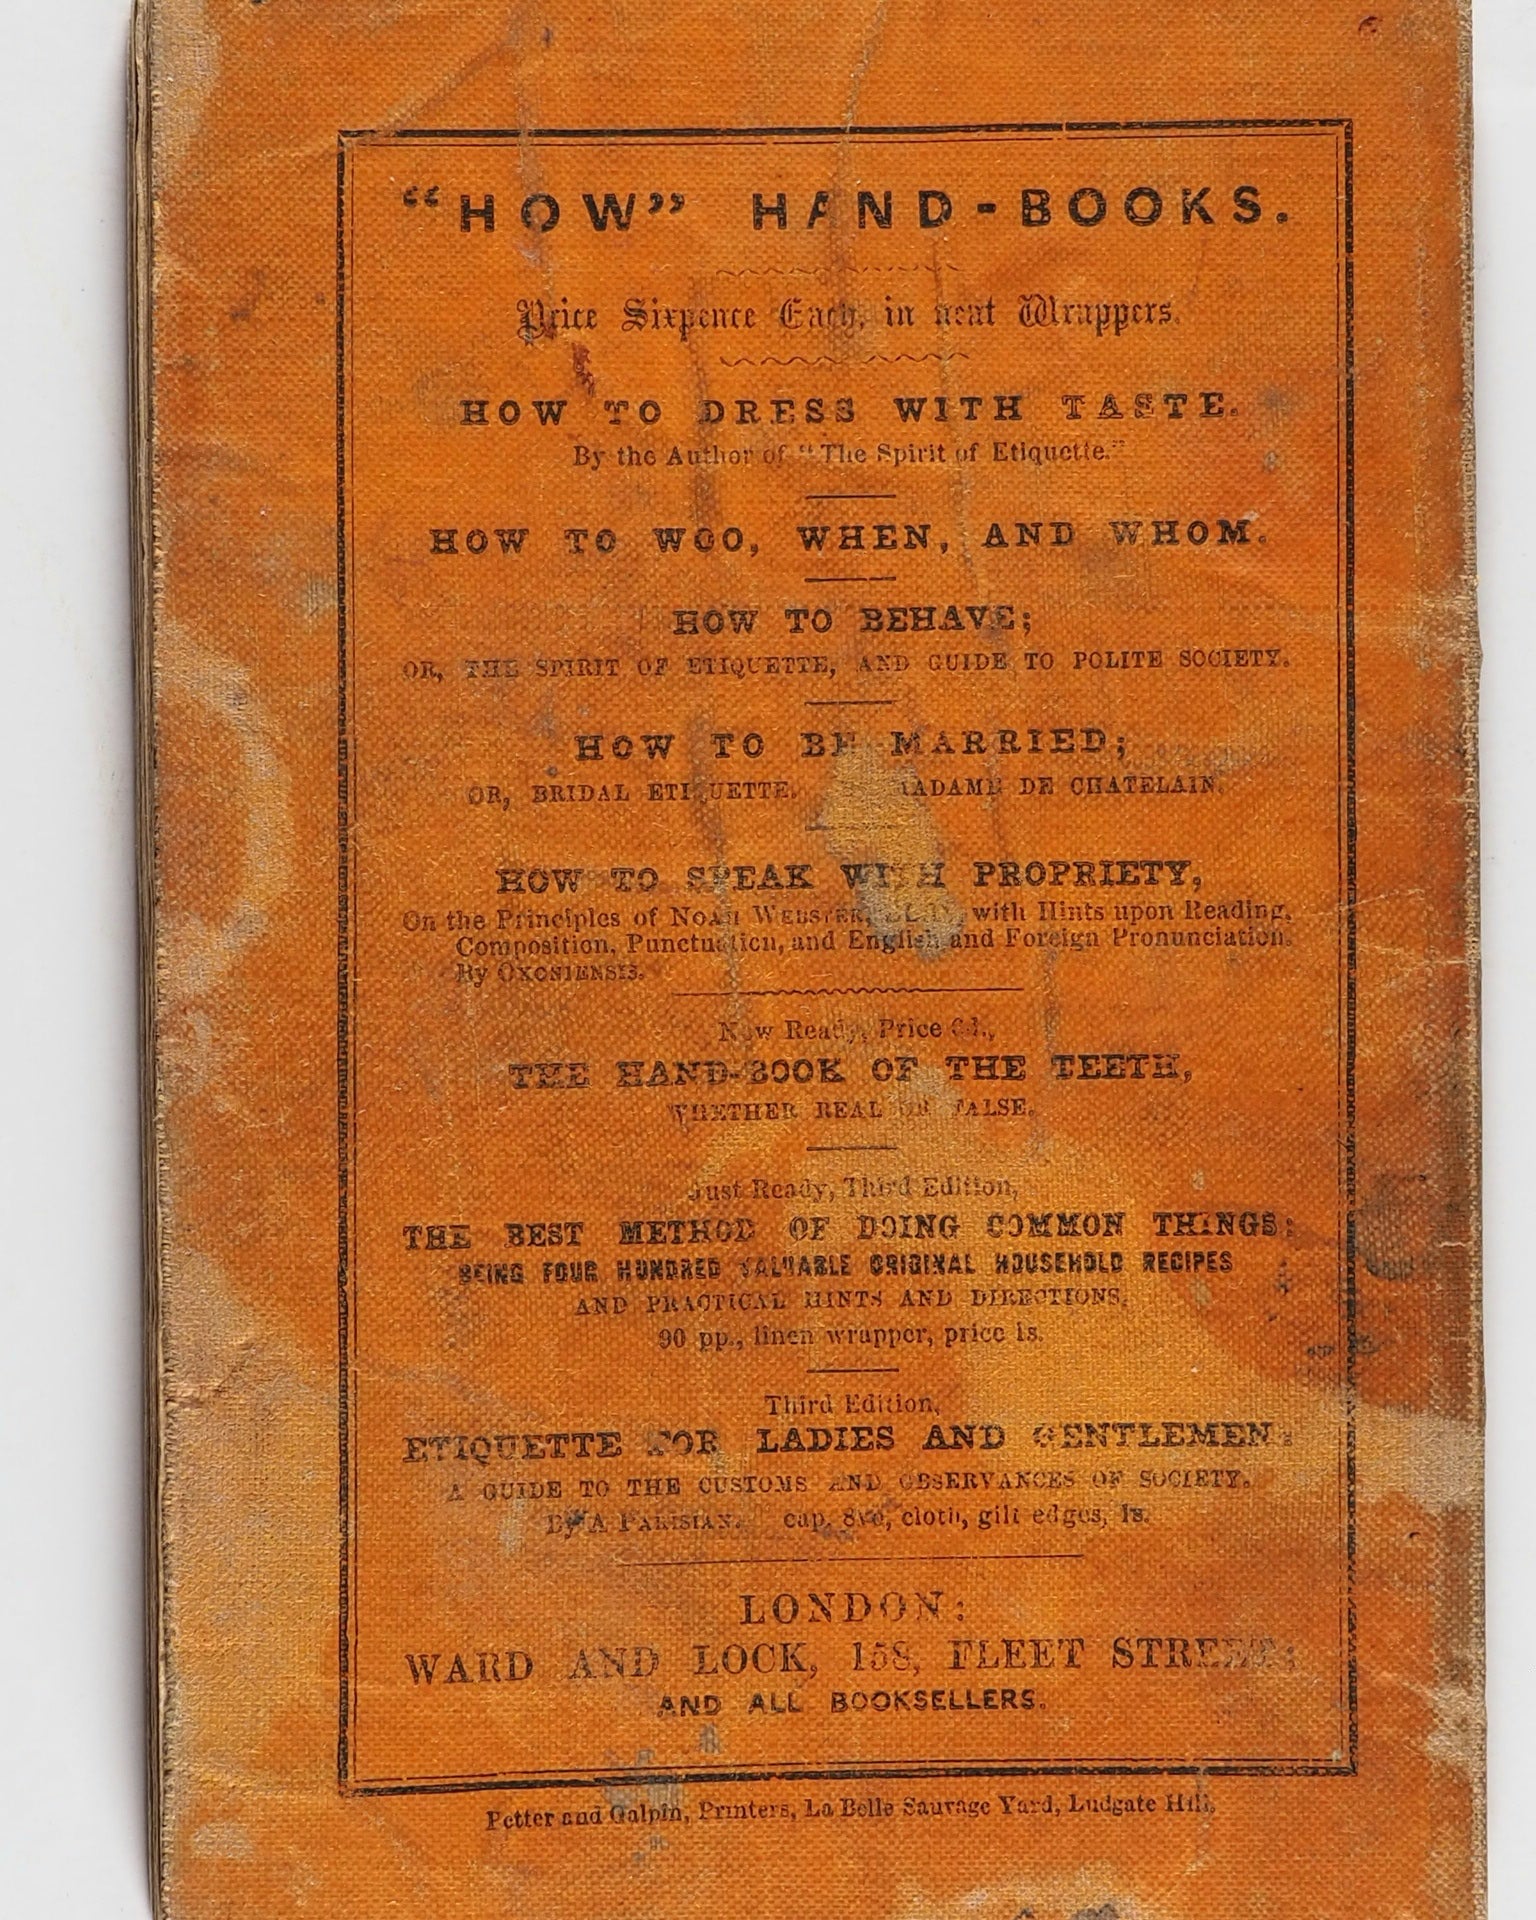 "HOW" HAND-BOOKS.
Price Sixpence Each, in neat Wrappers.
HOW TO DRESS WITH TASTE.
By the Author of "The Spirit of Etiquette."
HOW TO WOO, WHEN, AND WHOM.
HOW TO BEHAVE;
OR, THE SPIRIT OF ETIQUETTE, AND GUIDE TO POLITE SOCIETY.
HOW TO BE MARRIED;
OR, BRIDAL ETIQUETTE. MADAME DE CHATELAIN.
HOW TO SPEAK WITH PROPRIETY,
On the Principles of NOAH WEBSTER, with Hints upon Reading,
Composition, Punctuation, and English and Foreign Pronunciation.
By OXONIENSIS.
Now Ready, Price 6d.,
THE HAND-BOOK OF THE TEETH,
WHETHER REAL OR FALSE.
Just Ready, Third Edition,
THE BEST METHOD OF DOING COMMON THINGS;
BEING FOUR HUNDRED VALUABLE ORIGINAL HOUSEHOLD RECIPES
AND PRACTICAL HINTS AND DIRECTIONS.
90 pp., linen wrapper, price 1s.
Third Edition,
ETIQUETTE FOR LADIES AND GENTLEMEN:
A GUIDE TO THE CUSTOMS AND OBSERVANCES OF SOCIETY.
By A PARISIAN. cap. 8vo, cloth, gilt edges, 1s.
LONDON:
WARD AND LOCK, 158, FLEET STREET;
AND ALL BOOKSELLERS.
Petter and Galpin, Printers, La Belle Sauvage Yard, Ludgate Hill.